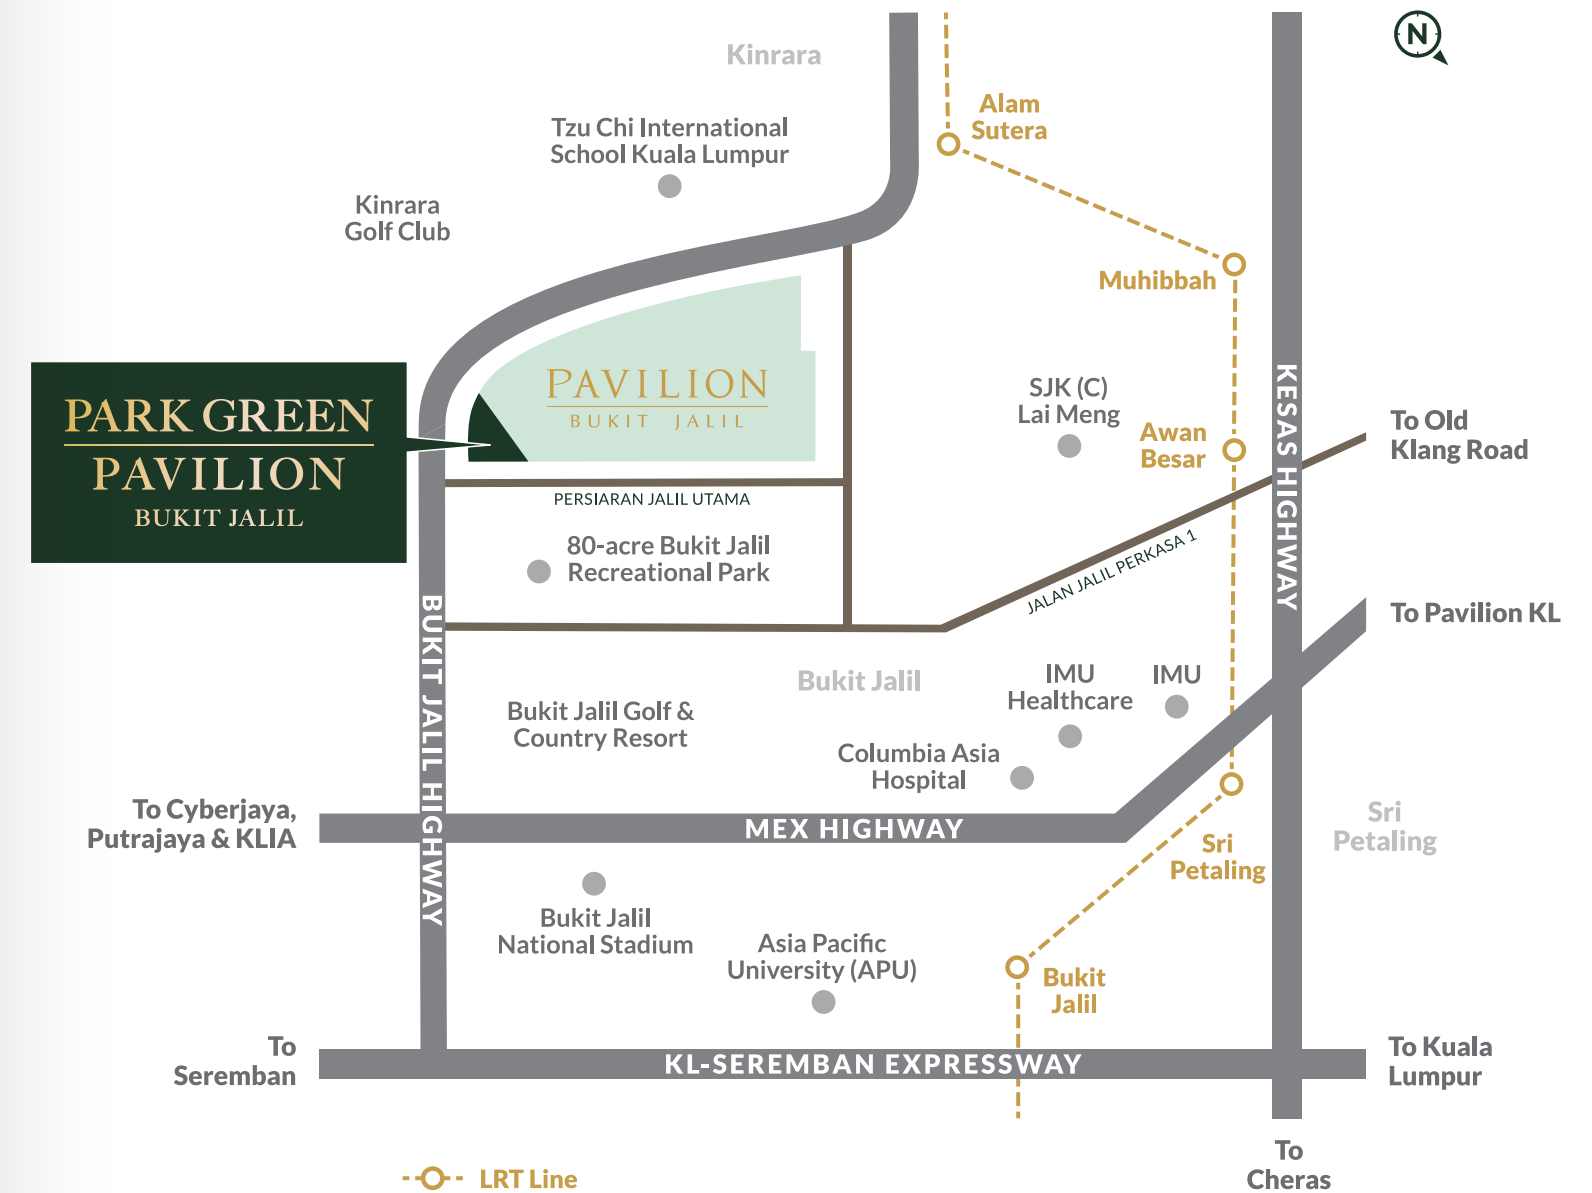 N
Kinrara
Alam
Sutera
Tzu Chi International
School Kuala Lumpur
Kinrara
Golf Club
Muhibbah
PARK GREEN
PAVILION
BUKIT JALIL
PAVILION
BUKIT JALIL
SJK (C)
Lai Meng
Awan
Besar
KESAS HIGHWAY
To Old
Klang Road
PERSIARAN JALIL UTAMA
80-acre Bukit Jalil
Recreational Park
JALAN JALIL PERKASA 1
To Pavilion KL
BUKIT JALIL HIGHWAY
Bukit Jalil
IMU
Healthcare
IMU
Bukit Jalil Golf &
Country Resort
Columbia Asia
Hospital
To Cyberjaya,
Putrajaya & KLIA
MEX HIGHWAY
Sri
Petaling
Sri
Petaling
Bukit Jalil
National Stadium
Asia Pacific
University (APU)
Bukit
Jalil
To
Seremban
KL-SEREMBAN EXPRESSWAY
To Kuala
Lumpur
To
Cheras
LRT Line